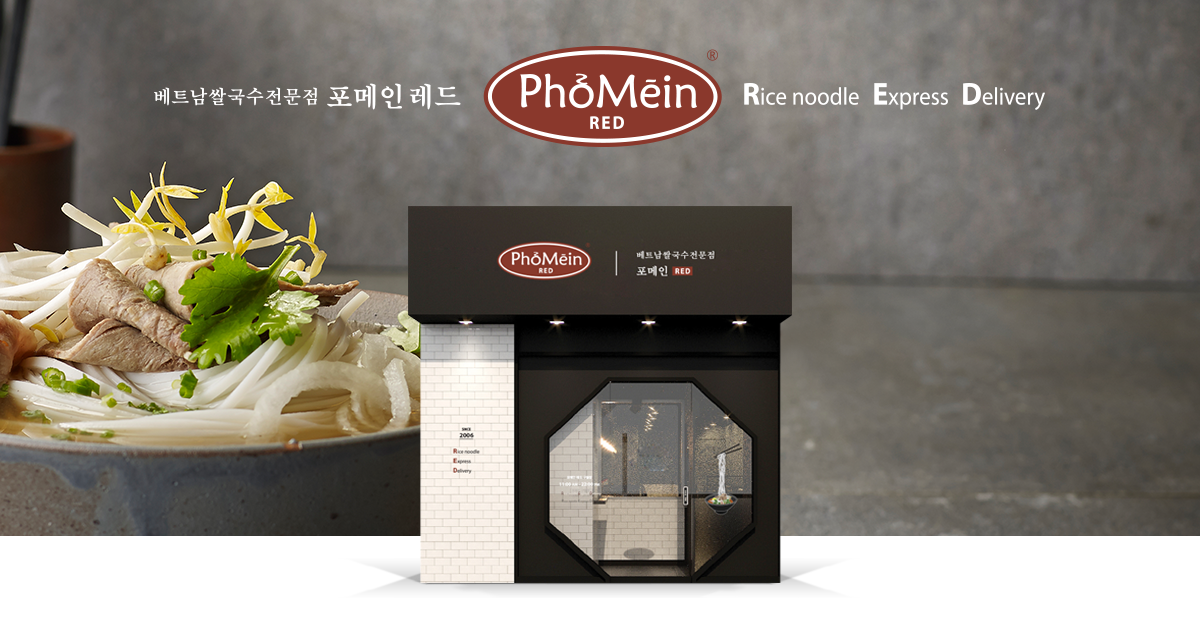 베트남쌀국수전문점 포메인 레드
PhởMēin®
RED
Rice noodle Express Delivery
PhởMēin
RED
베트남쌀국수전문점
포메인 RED
SINCE
2006
Rice noodle
Express
Delivery